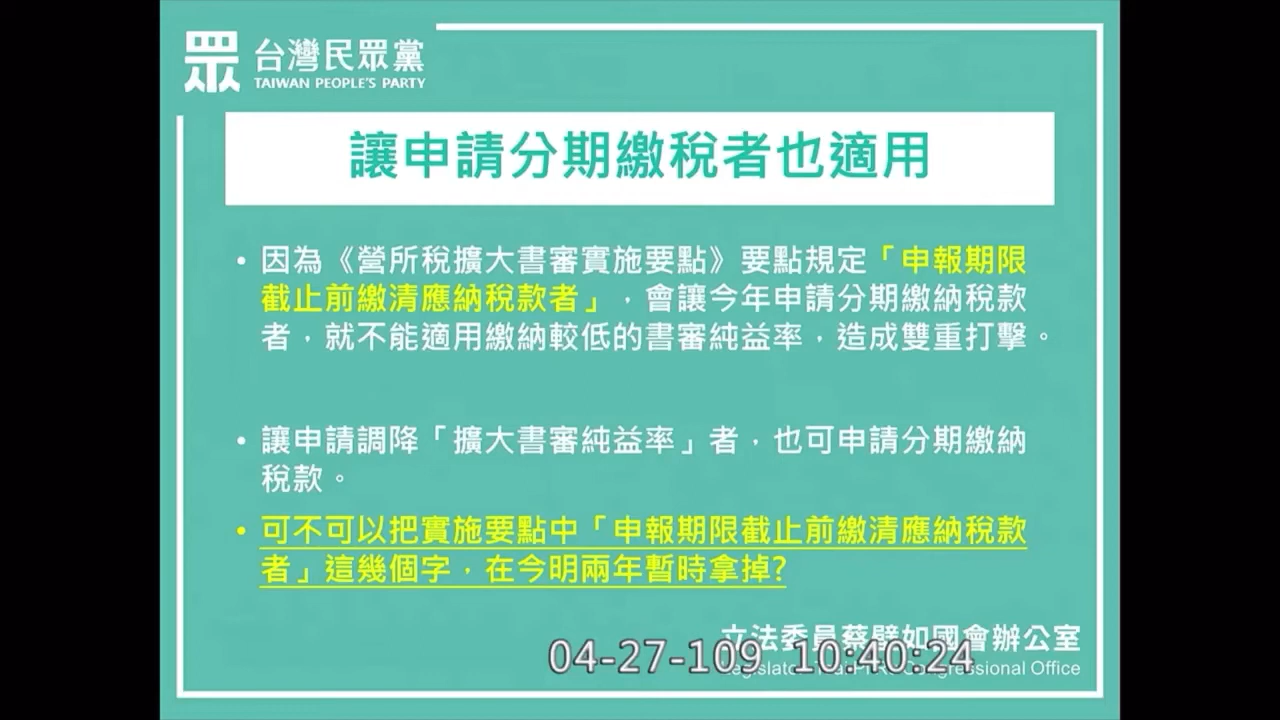 台灣民眾黨
TAIWAN PEOPLE'S PARTY
讓申請分期繳稅者也適用
• 因為《營所稅擴大書審實施要點》要點規定「申報期限
截止前繳清應納稅款者」，會讓今年申請分期繳納稅款
者，就不能適用繳納較低的書審純益率，造成雙重打擊。
• 讓申請調降「擴大書審純益率」者，也可申請分期繳納
稅款。
• 可不可以把實施要點中「申報期限截止前繳清應納稅款
者」這幾個字，在今明兩年暫時拿掉?
立法委員蔡壁如國會辦公室
Congressional Office
04-27-109 10:40:24